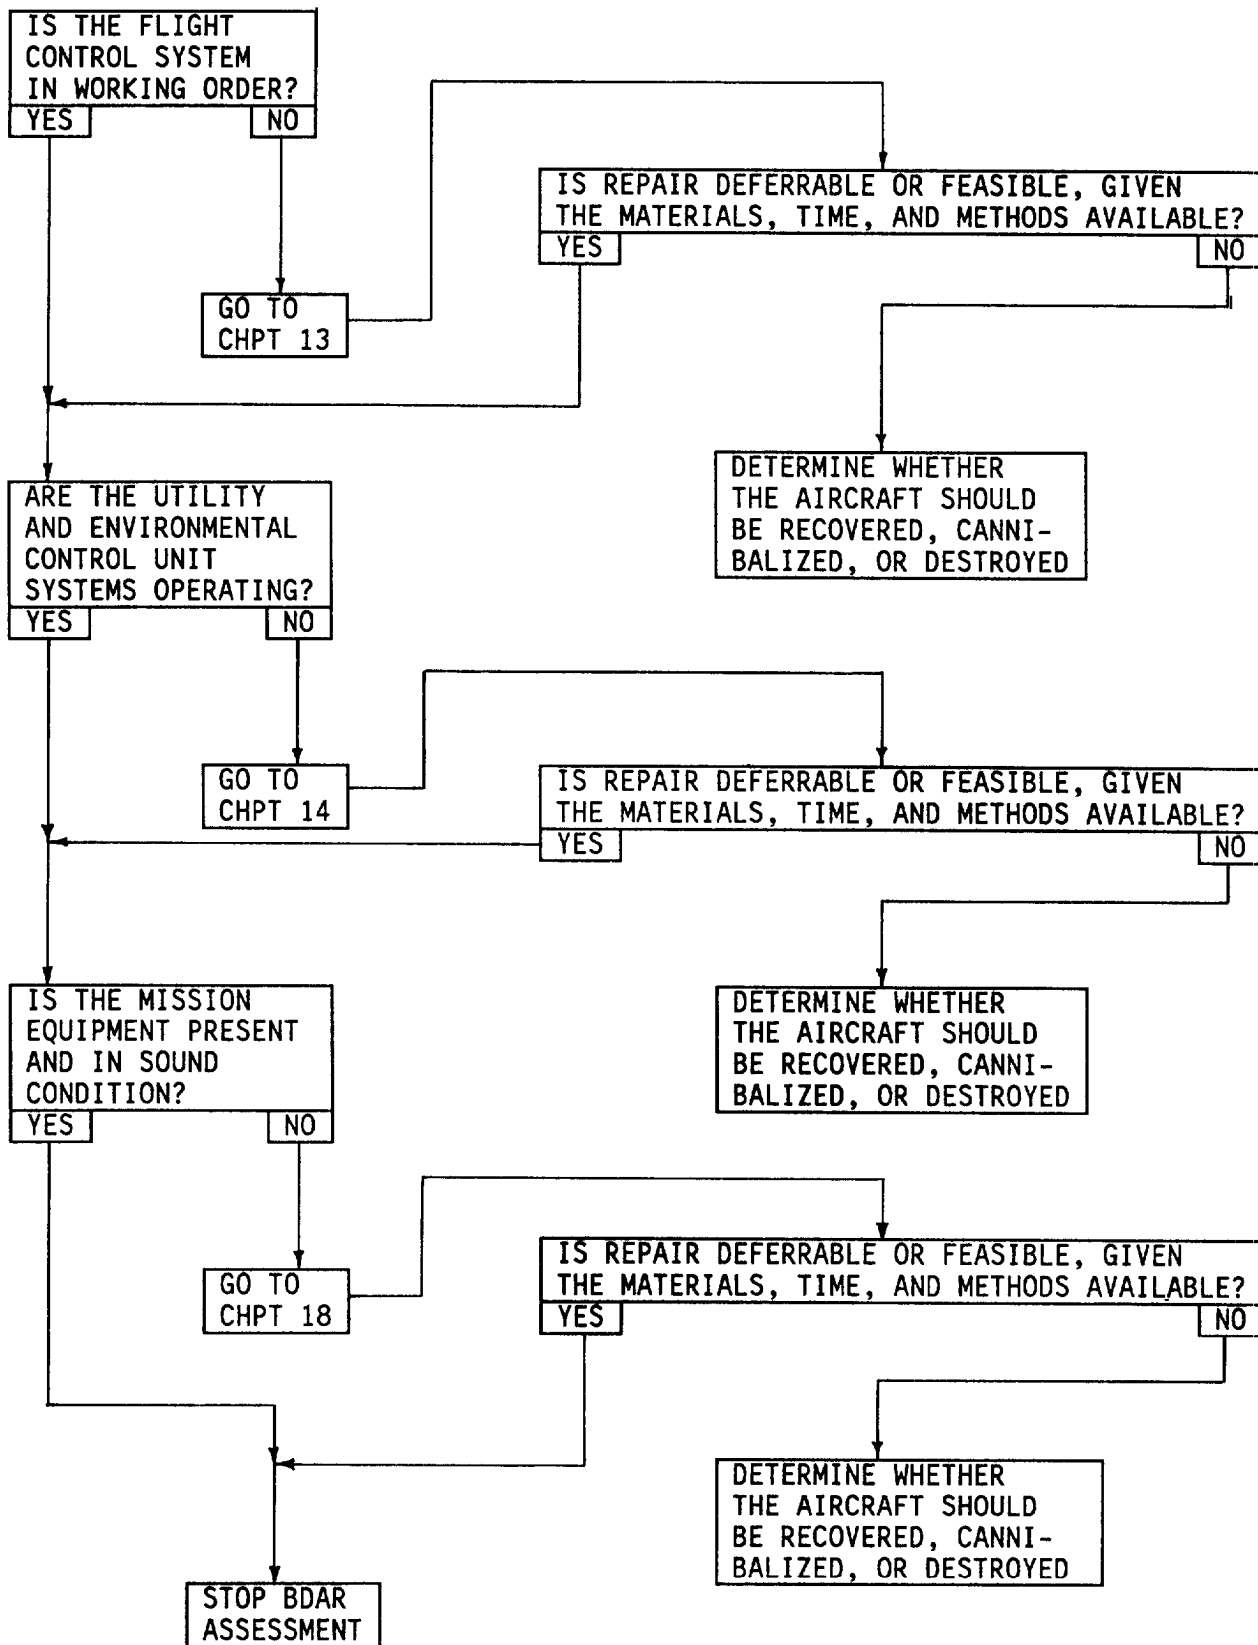 IS THE FLIGHT
CONTROL SYSTEM
IN WORKING ORDER?
YES
NO
IS REPAIR DEFERRABLE OR FEASIBLE, GIVEN
THE MATERIALS, TIME, AND METHODS AVAILABLE?
YES
NO
GO TO
CHPT 13
DETERMINE WHETHER
THE AIRCRAFT SHOULD
BE RECOVERED, CANNI-
BALIZED, OR DESTROYED
ARE THE UTILITY
AND ENVIRONMENTAL
CONTROL UNIT
SYSTEMS OPERATING?
YES
NO
GO TO
CHPT 14
IS REPAIR DEFERRABLE OR FEASIBLE, GIVEN
THE MATERIALS, TIME, AND METHODS AVAILABLE?
YES
NO
DETERMINE WHETHER
THE AIRCRAFT SHOULD
BE RECOVERED, CANNI-
BALIZED, OR DESTROYED
IS THE MISSION
EQUIPMENT PRESENT
AND IN SOUND
CONDITION?
YES
NO
GO TO
CHPT 18
IS REPAIR DEFERRABLE OR FEASIBLE, GIVEN
THE MATERIALS, TIME, AND METHODS AVAILABLE?
YES
NO
DETERMINE WHETHER
THE AIRCRAFT SHOULD
BE RECOVERED, CANNI-
BALIZED, OR DESTROYED
STOP BDAR
ASSESSMENT